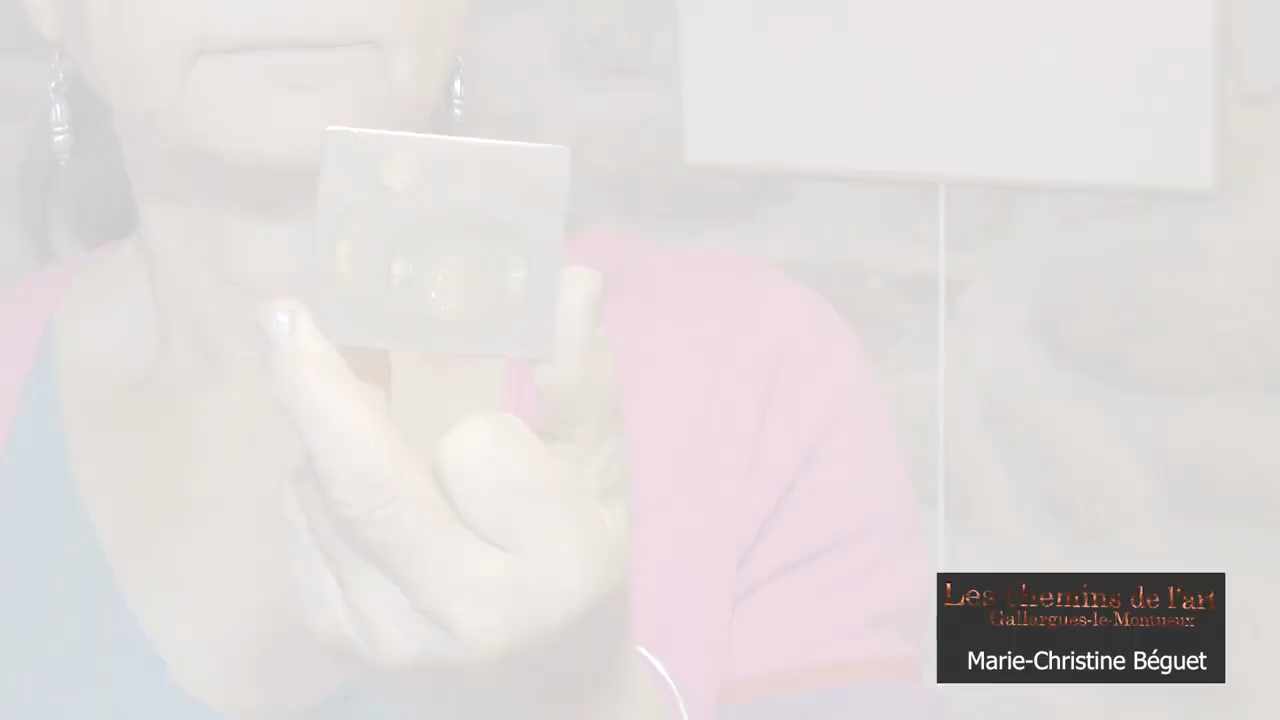 Les chemins de l'art
Gallargues-le-Montueux
Marie-Christine Béguet